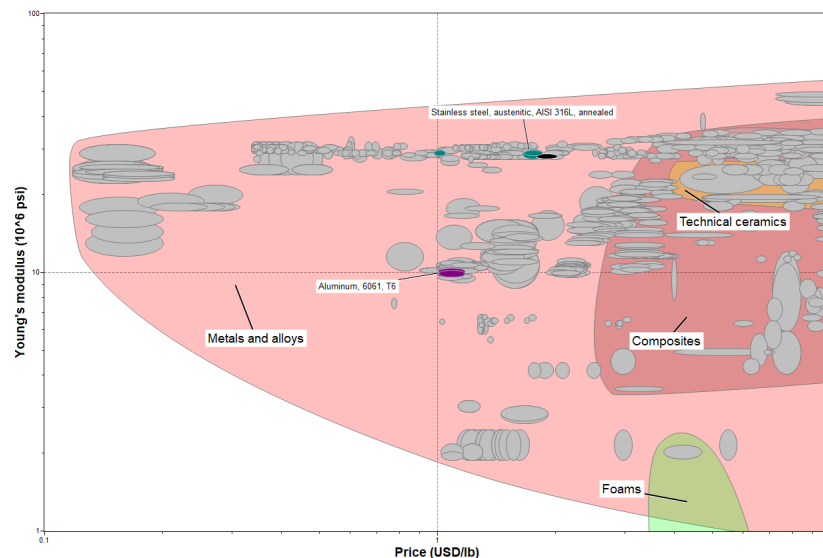 100
Stainless steel, austenitic, AISI 316L, annealed
Technical ceramics
Young's modulus (10^6 psi)
10
Aluminum, 6061, T6
Metals and alloys
Composites
Foams
1
0.1
1
Price (USD/lb)